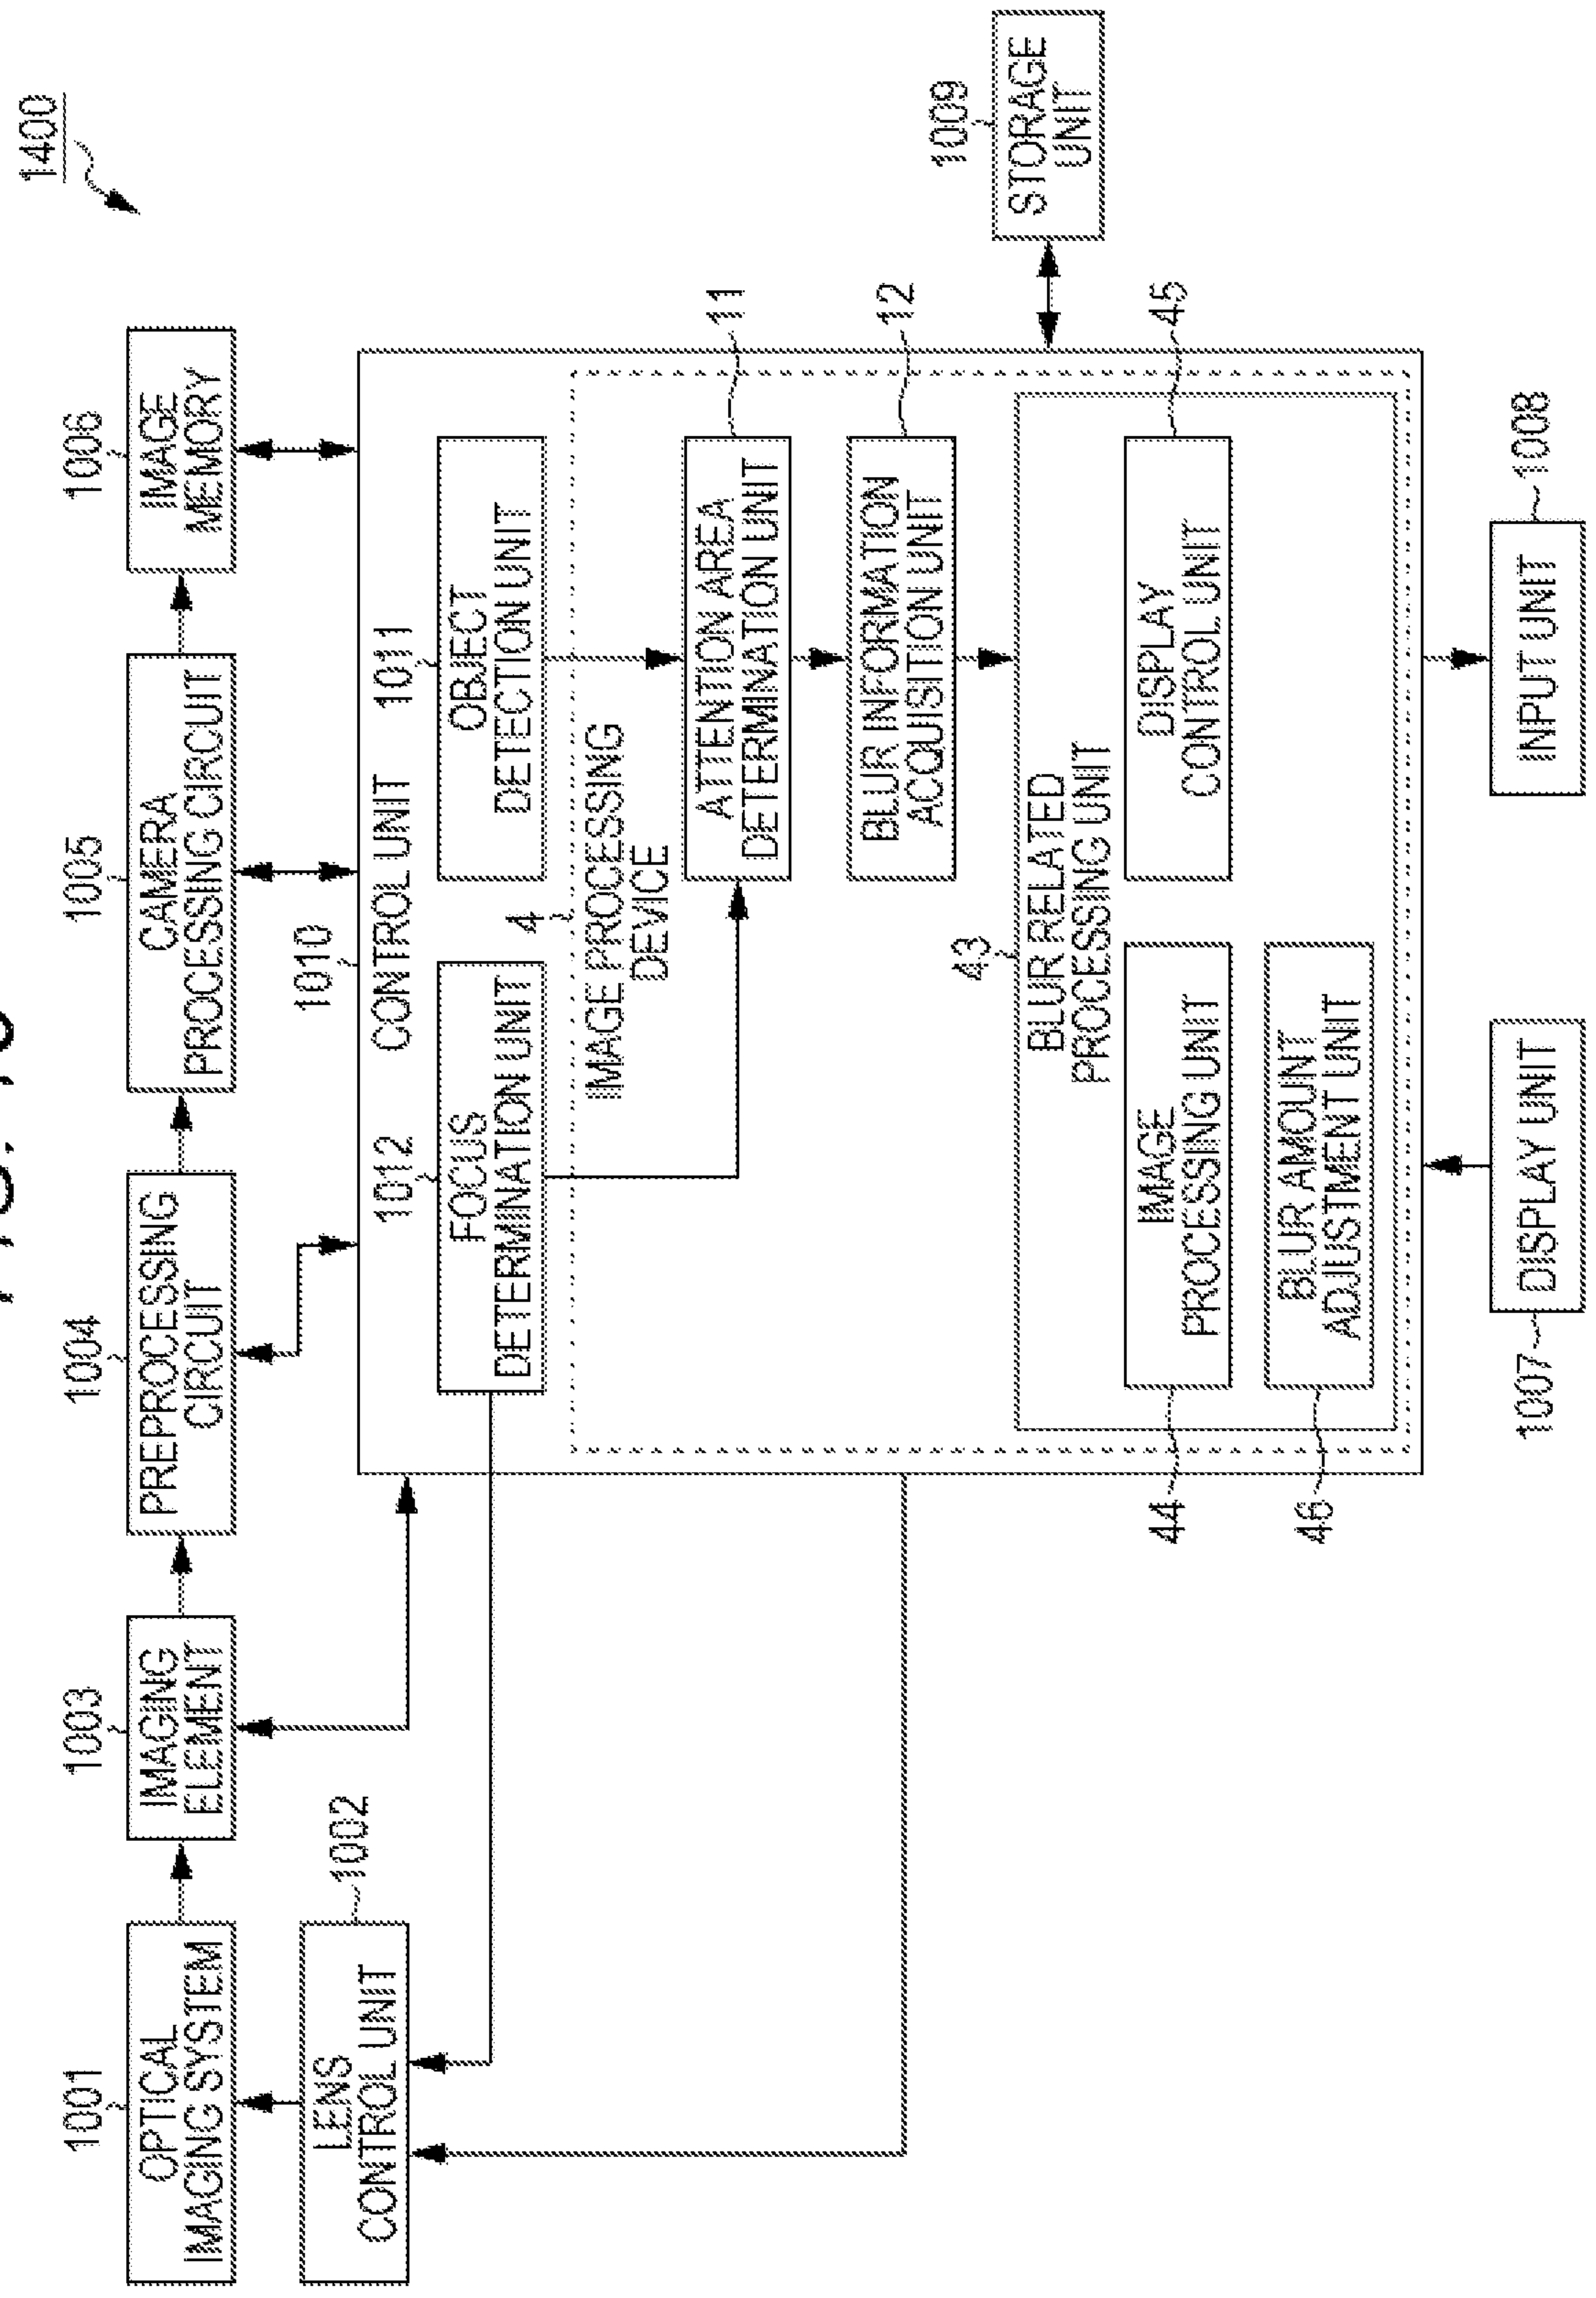 1400
1001
OPTICAL
IMAGING SYSTEM
1003
IMAGING
ELEMENT
1004
PREPROCESSING
CIRCUIT
1005
CAMERA
PROCESSING CIRCUIT
1006
IMAGE
MEMORY
1002
LENS
CONTROL UNIT
1010
CONTROL UNIT
1012
FOCUS
DETERMINATION UNIT
1011
OBJECT
DETECTION UNIT
4
IMAGE PROCESSING
DEVICE
11
ATTENTION AREA
DETERMINATION UNIT
12
BLUR INFORMATION
ACQUISITION UNIT
43
BLUR RELATED
PROCESSING UNIT
44
IMAGE
PROCESSING UNIT
45
DISPLAY
CONTROL UNIT
46
BLUR AMOUNT
ADJUSTMENT UNIT
1009
STORAGE
UNIT
1007
DISPLAY UNIT
1008
INPUT UNIT